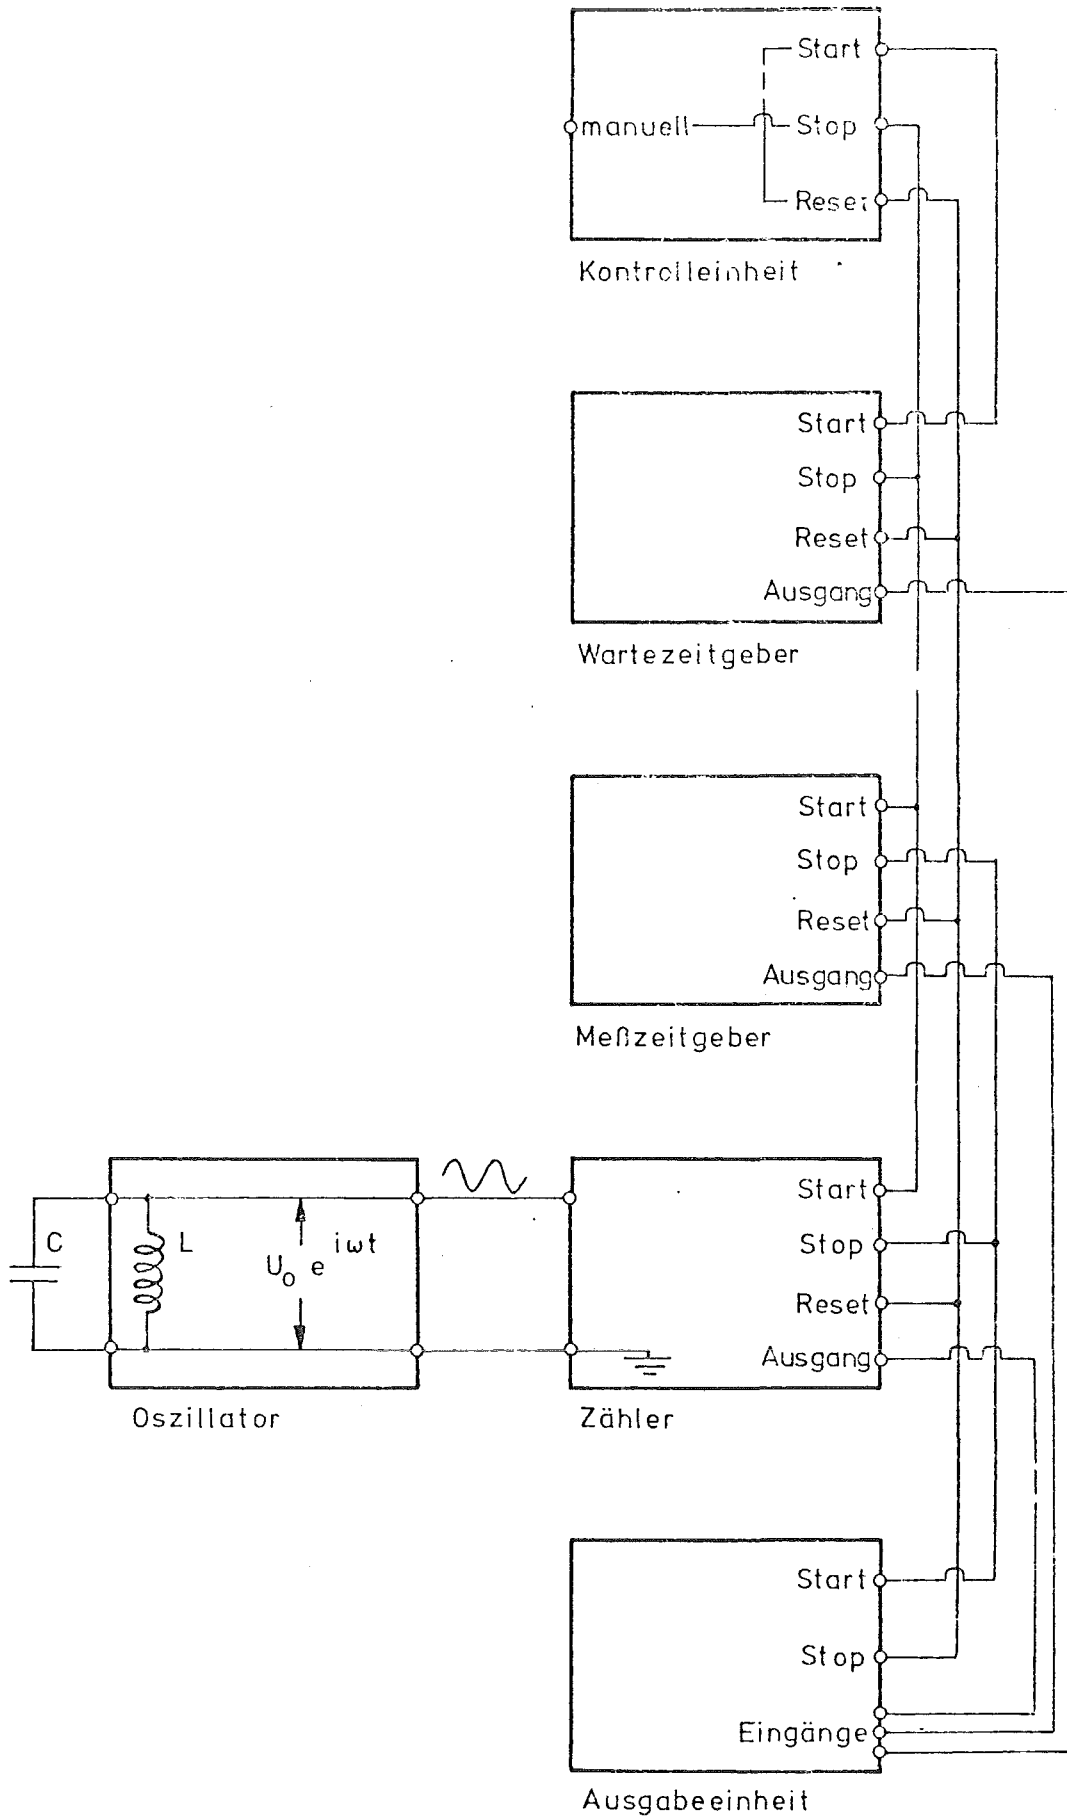 Start
manuell
Stop
Reset
Kontrolleinheit
Start
Stop
Reset
Ausgang
Wartezeitgeber
Start
Stop
Reset
Ausgang
Meßzeitgeber
C
L
U₀ e^{iωt}
Oszillator
Start
Stop
Reset
Ausgang
Zähler
Start
Stop
Eingänge
Ausgabeeinheit